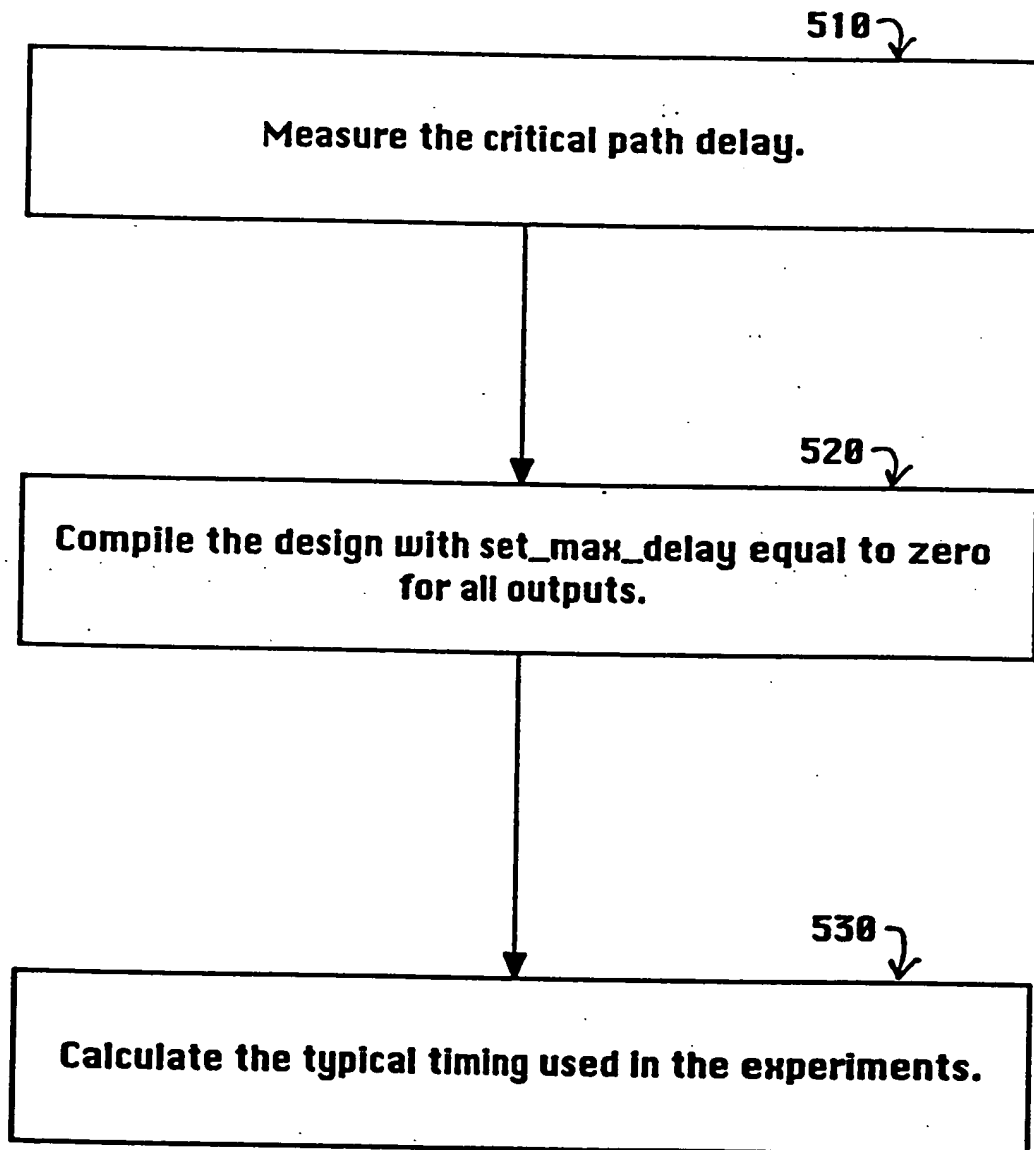 510
Measure the critical path delay.
520
Compile the design with set_max_delay equal to zero
for all outputs.
530
Calculate the typical timing used in the experiments.